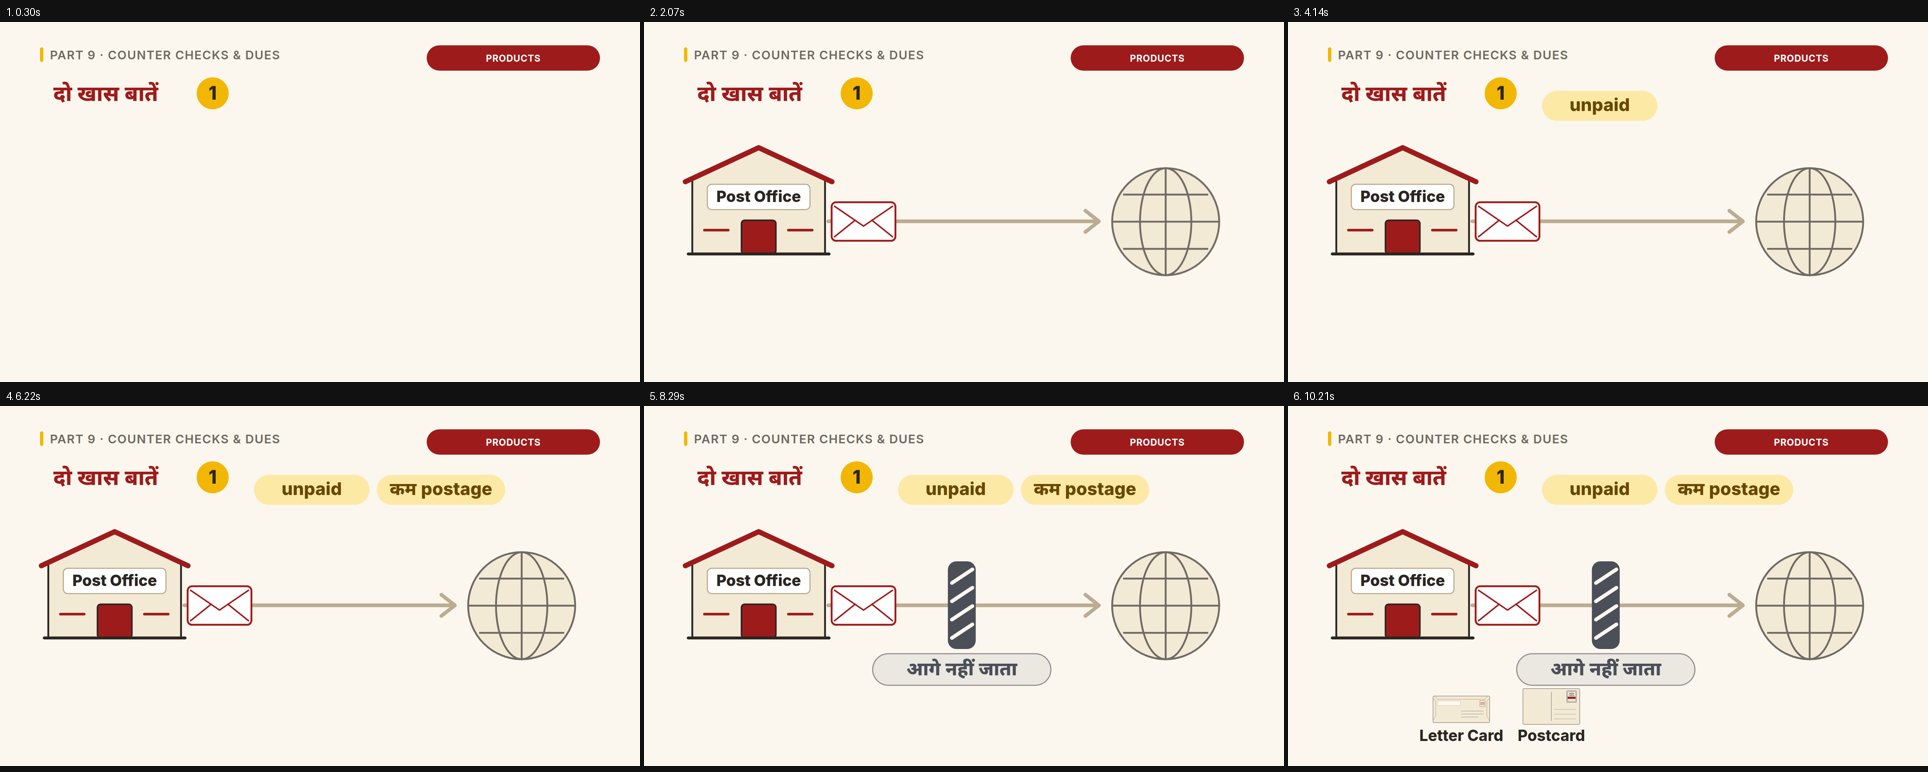 1. 0.30s
PART 9 · COUNTER CHECKS & DUES
PRODUCTS
दो खास बातें 1
2. 2.07s
PART 9 · COUNTER CHECKS & DUES
PRODUCTS
दो खास बातें 1
Post Office
3. 4.14s
PART 9 · COUNTER CHECKS & DUES
PRODUCTS
दो खास बातें 1
unpaid
Post Office
4. 6.22s
PART 9 · COUNTER CHECKS & DUES
PRODUCTS
दो खास बातें 1
unpaid कम postage
Post Office
5. 8.29s
PART 9 · COUNTER CHECKS & DUES
PRODUCTS
दो खास बातें 1
unpaid कम postage
Post Office
आगे नहीं जाता
6. 10.21s
PART 9 · COUNTER CHECKS & DUES
PRODUCTS
दो खास बातें 1
unpaid कम postage
Post Office
आगे नहीं जाता
Letter Card Postcard